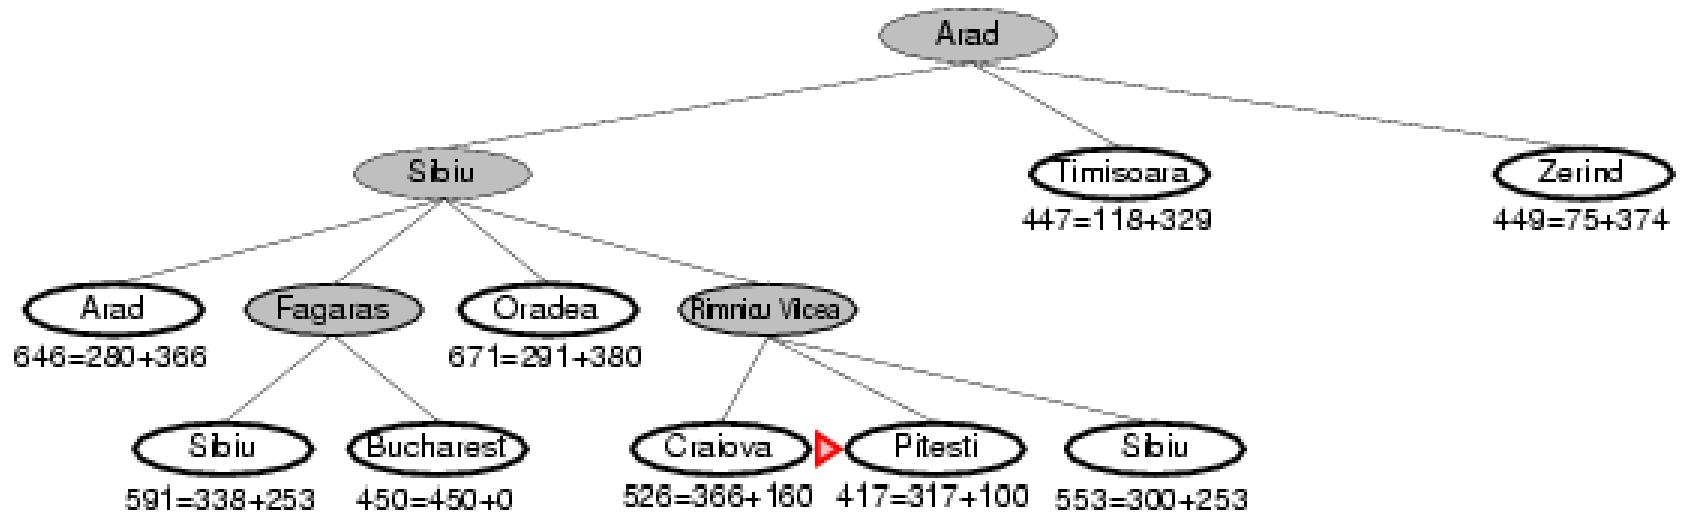 Arad
Sibiu
Timisoara
Zerind
447=118+329
449=75+374
Arad
Fagaras
Oradea
Rimnicu Vilcea
646=280+366
671=291+380
Sibiu
Bucharest
Craiova
Pitesti
Sibiu
591=338+253
450=450+0
526=366+160
417=317+100
553=300+253